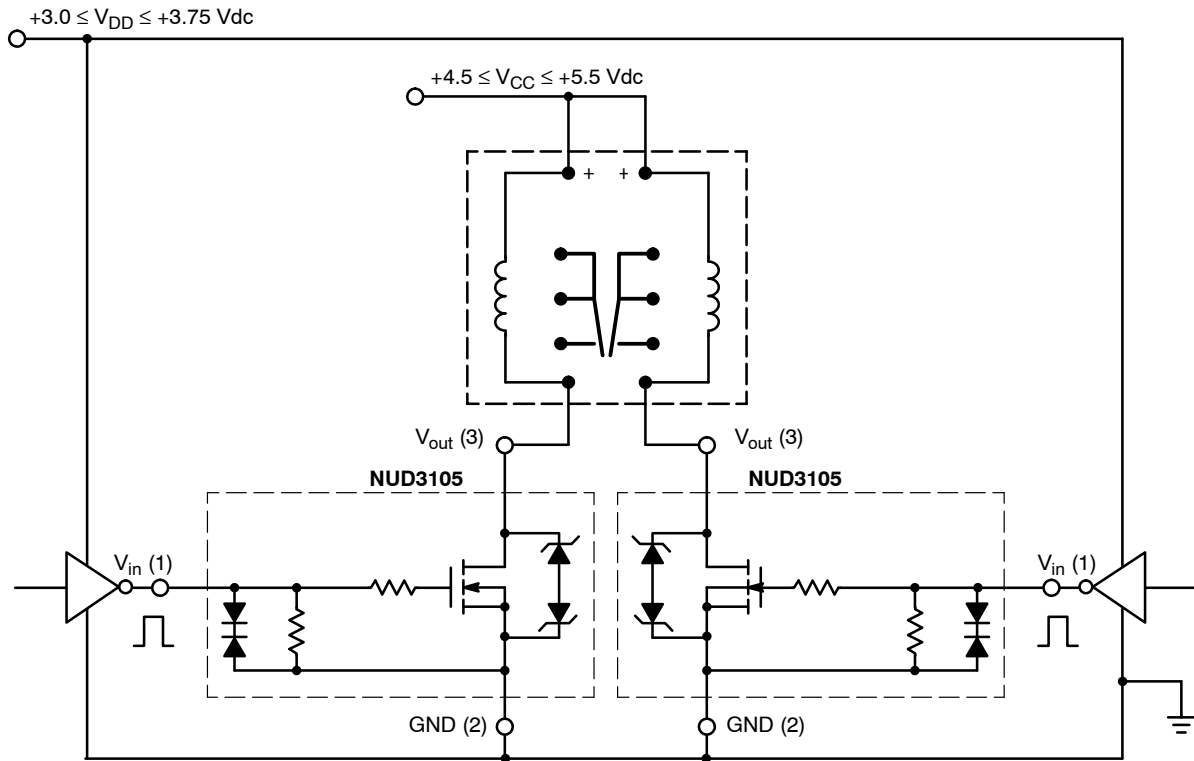 +3.0 ≤ VDD ≤ +3.75 Vdc
+4.5 ≤ VCC ≤ +5.5 Vdc
+ +
Vout (3) Vout (3)
NUD3105 NUD3105
Vin (1) Vin (1)
GND (2) GND (2)